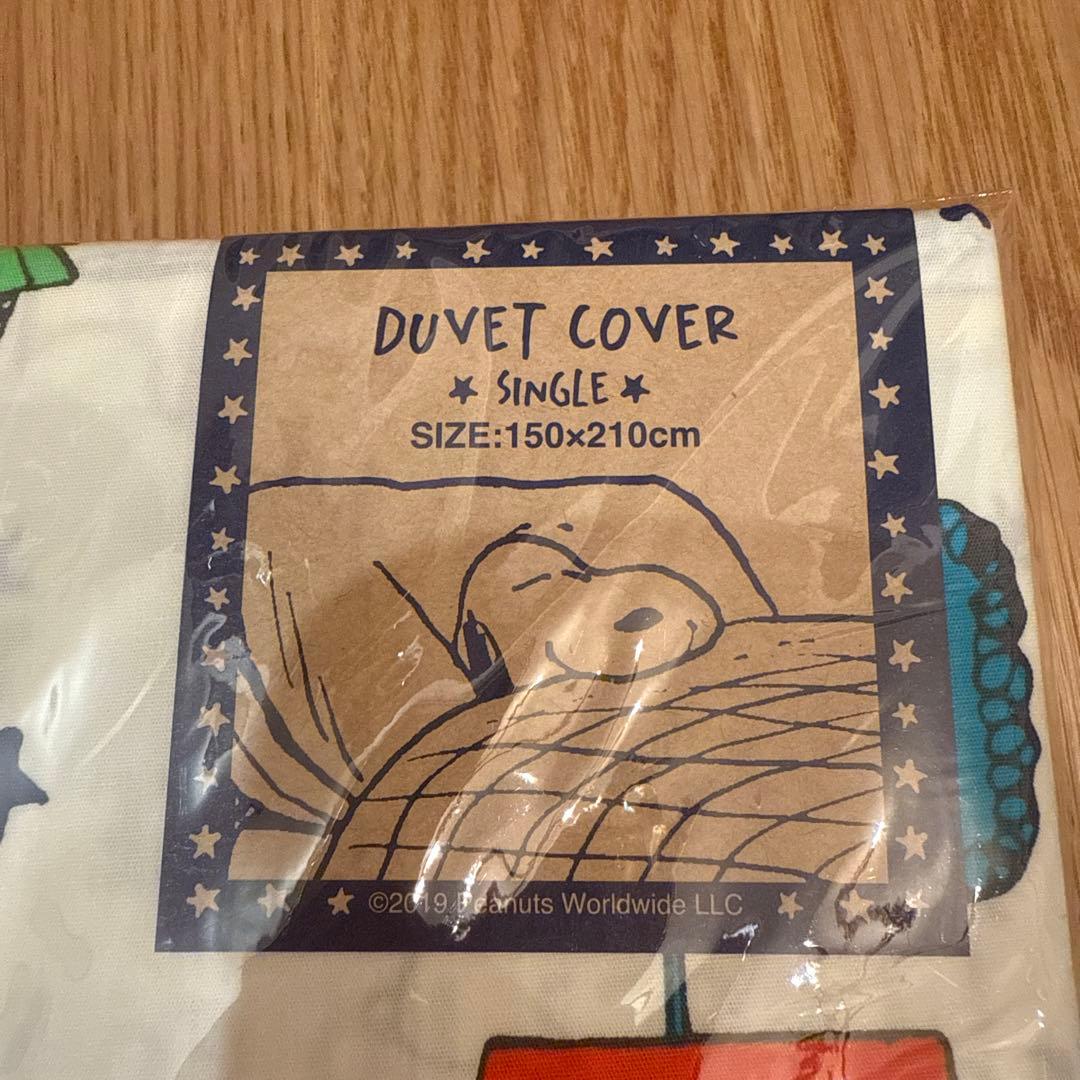 DUVET COVER
SINGLE
SIZE:150×210cm
©2019 Peanuts Worldwide LLC